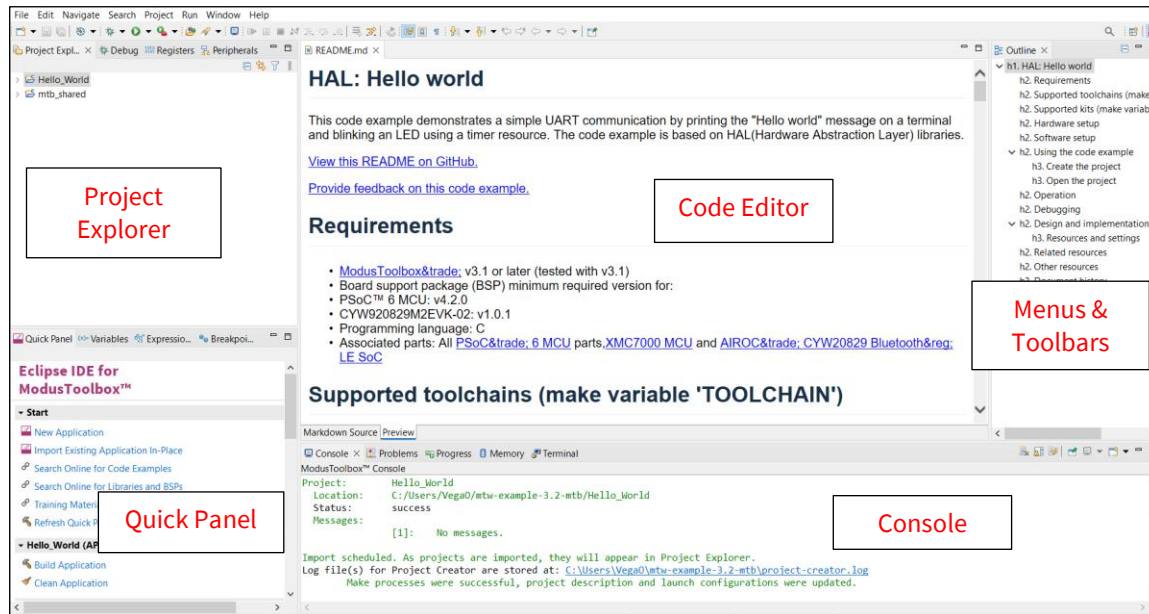 File Edit Navigate Search Project Run Window Help
Project Expl... Debug Registers Peripherals
Hello_World
mtb_shared
Project
Explorer
README.md
HAL: Hello world
This code example demonstrates a simple UART communication by printing the "Hello world" message on a terminal
and blinking an LED using a timer resource. The code example is based on HAL(Hardware Abstraction Layer) libraries.
View this README on GitHub.
Provide feedback on this code example.
Code Editor
Requirements
• ModusToolbox&trade; v3.1 or later (tested with v3.1)
• Board support package (BSP) minimum required version for:
• PSoC™ 6 MCU: v4.2.0
• CYW920829M2EVK-02: v1.0.1
• Programming language: C
• Associated parts: All PSoC&trade; 6 MCU parts,XMC7000 MCU and AIROC&trade; CYW20829 Bluetooth&reg;
LE SoC
Supported toolchains (make variable 'TOOLCHAIN')
Markdown Source Preview
Outline
h1. HAL: Hello world
h2. Requirements
h2. Supported toolchains (make
h2. Supported kits (make variab
h2. Hardware setup
h2. Software setup
h2. Using the code example
h3. Create the project
h3. Open the project
h2. Operation
h2. Debugging
h2. Design and implementation
h3. Resources and settings
h2. Related resources
h2. Other resources
Menus &
Toolbars
Quick Panel Variables Expressio... Breakpoi...
Eclipse IDE for
ModusToolbox™
Start
New Application
Import Existing Application In-Place
Search Online for Code Examples
Search Online for Libraries and BSPs
Training Materia
Refresh Quick P
Quick Panel
Hello_World (AP
Build Application
Clean Application
Console Problems Progress Memory Terminal
ModusToolbox™ Console
Project: Hello_World
Location: C:/Users/VegaO/mtw-example-3.2-mtb/Hello_World
Status: success
Messages:
[1]: No messages.
Console
Import scheduled. As projects are imported, they will appear in Project Explorer.
Log file(s) for Project Creator are stored at: C:\Users\VegaO\mtw-example-3.2-mtb\project-creator.log
Make processes were successful, project description and launch configurations were updated.